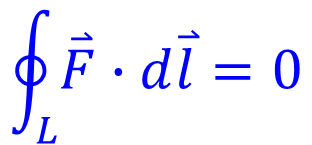 ∮_L F⃗ · dl⃗ = 0